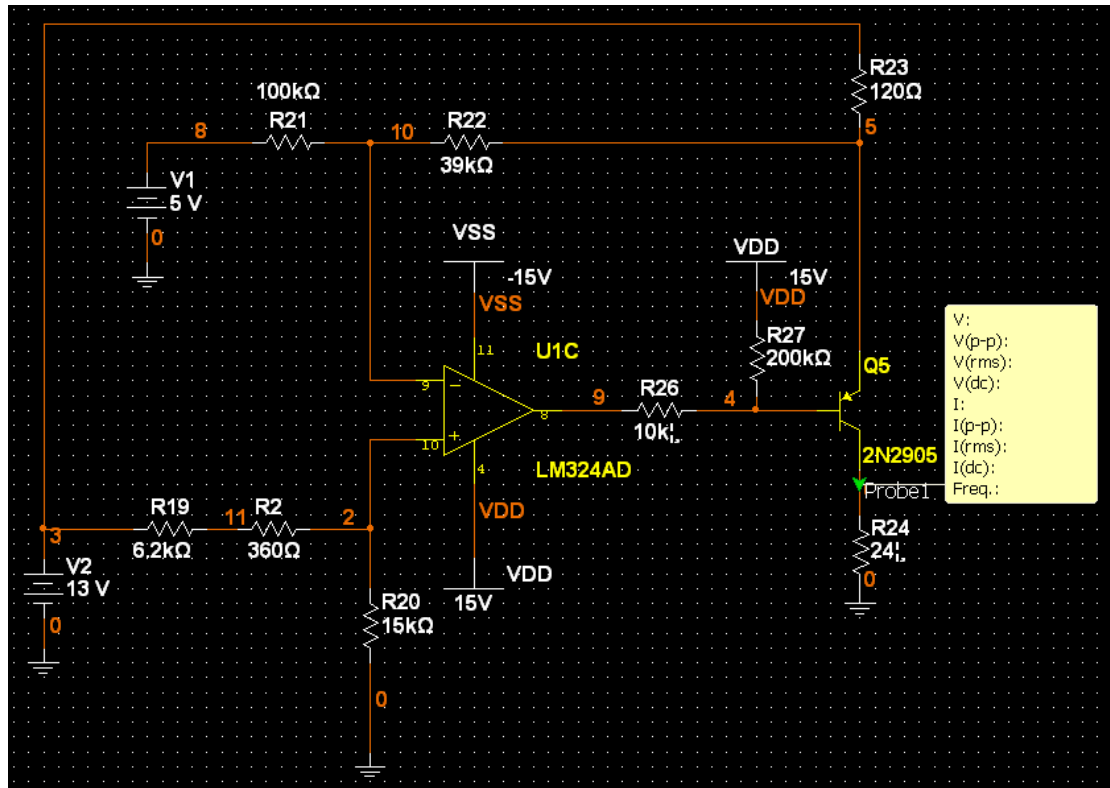 R23
120Ω
5
100kΩ
R21
8
10
R22
39kΩ
V1
5 V
0
VSS
-15V
VSS
VDD
15V
VDD
R27
200kΩ
11
U1C
9
8
10
4
LM324AD
VDD
VDD
15V
9
R26
4
Q5
2N2905
Probe1
V:
V(p-p):
V(rms):
V(dc):
I:
I(p-p):
I(rms):
I(dc):
Freq.:
R24
0
3
R19
6.2kΩ
11
R2
360Ω
2
V2
13 V
0
R20
15kΩ
0